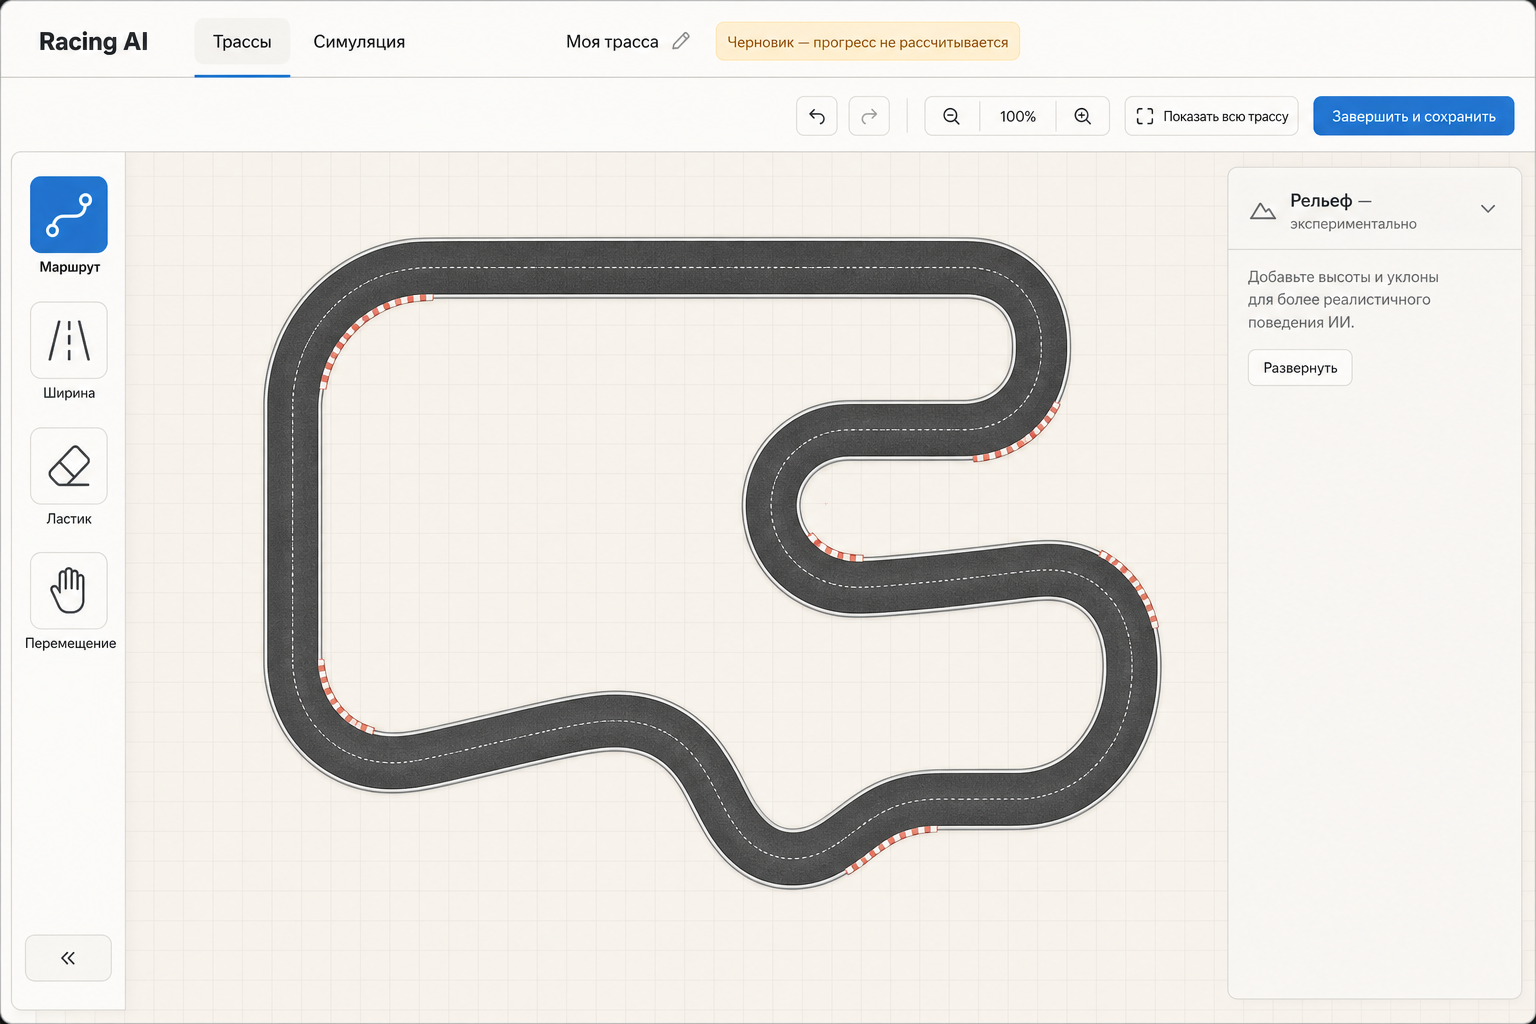 Racing AI
Трассы
Симуляция
Моя трасса
Черновик — прогресс не рассчитывается
100%
Показать всю трассу
Завершить и сохранить
Маршрут
Ширина
Ластик
Перемещение
Рельеф —
экспериментально
Добавьте высоты и уклоны
для более реалистичного
поведения ИИ.
Развернуть